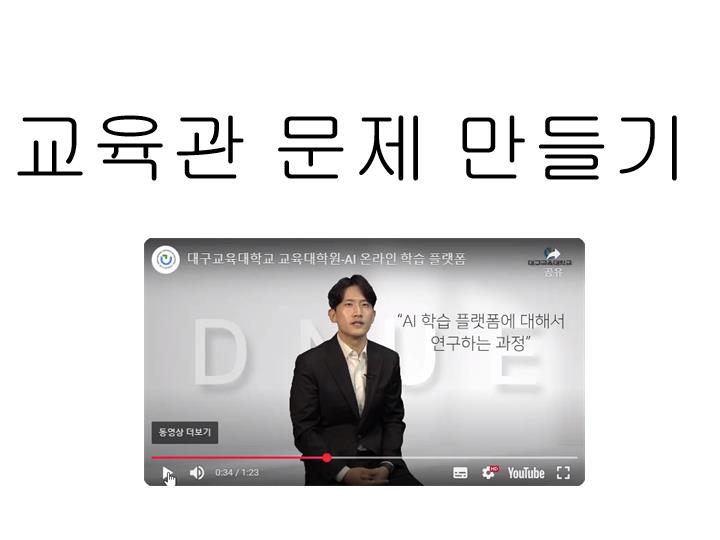 교육관 문제 만들기
대구교육대학교 교육대학원-AI 온라인 학습 플랫폼
공유
“AI 학습 플랫폼에 대해서
연구하는 과정”
DNUE
동영상 더보기
0:34 / 1:23
HD
YouTube